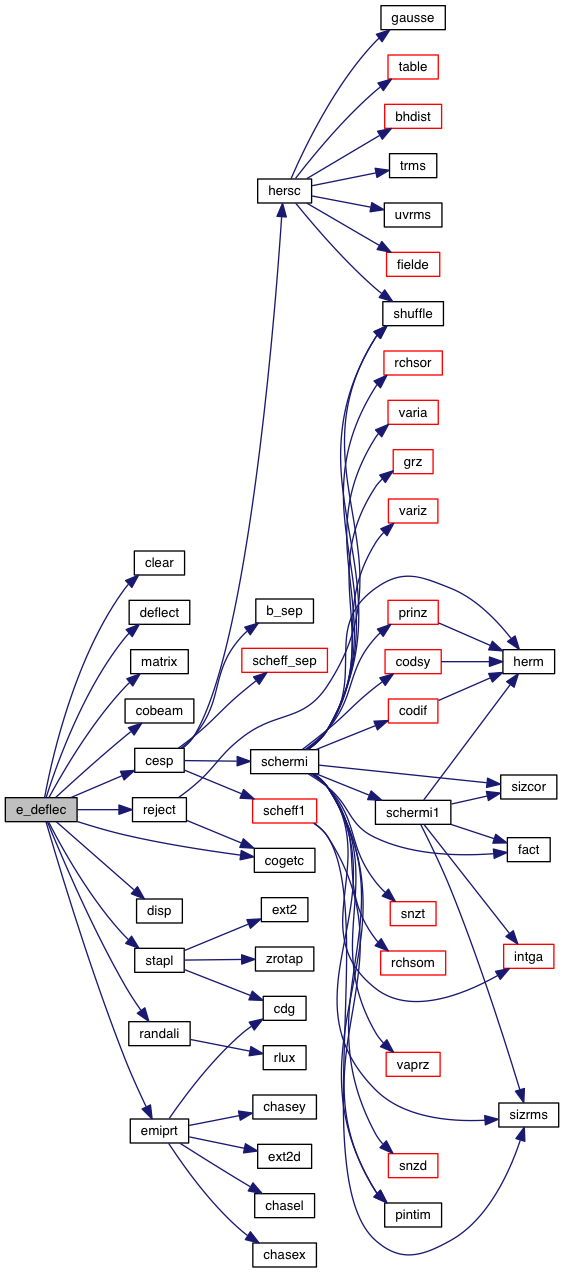 gausse
table
bhdist
trms
hersc
uvrms
fielde
shuffle
rchsor
varia
grz
variz
clear
b_sep
deflect
prinz
matrix
scheff_sep
codsy
herm
cobeam
codif
cesp
schermi
sizcor
e_deflec
reject
scheff1
schermi1
fact
cogetc
disp
ext2
snzt
stapl
zrotap
rchsom
intga
cdg
randali
rlux
vaprz
chasey
sizrms
emiprt
ext2d
snzd
chasel
pintim
chasex